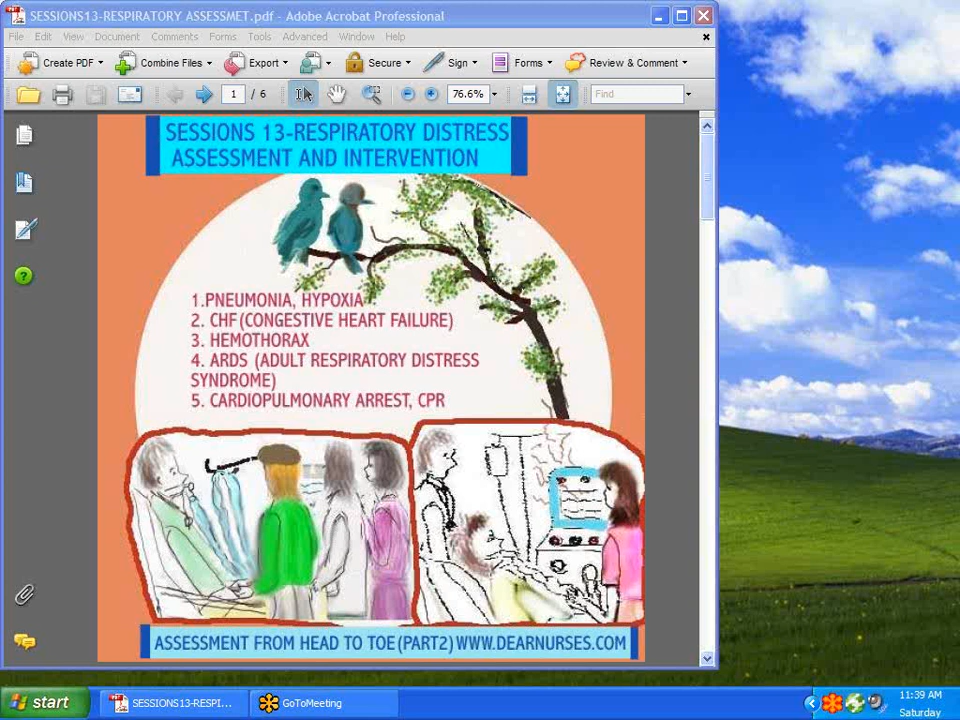 SESSIONS13-RESPIRATORY ASSESSMET.pdf - Adobe Acrobat Professional
File Edit View Document Comments Forms Tools Advanced Window Help
Create PDF Combine Files Export Secure Sign Forms Review & Comment
1 / 6 76.6% Find
SESSIONS 13-RESPIRATORY DISTRESS
ASSESSMENT AND INTERVENTION
1.PNEUMONIA, HYPOXIA
2. CHF (CONGESTIVE HEART FAILURE)
3. HEMOTHORAX
4. ARDS (ADULT RESPIRATORY DISTRESS
SYNDROME)
5. CARDIOPULMONARY ARREST, CPR
ASSESSMENT FROM HEAD TO TOE (PART2) WWW.DEARNURSES.COM
start SESSIONS13-RESPI... GoToMeeting 11:39 AM
Saturday